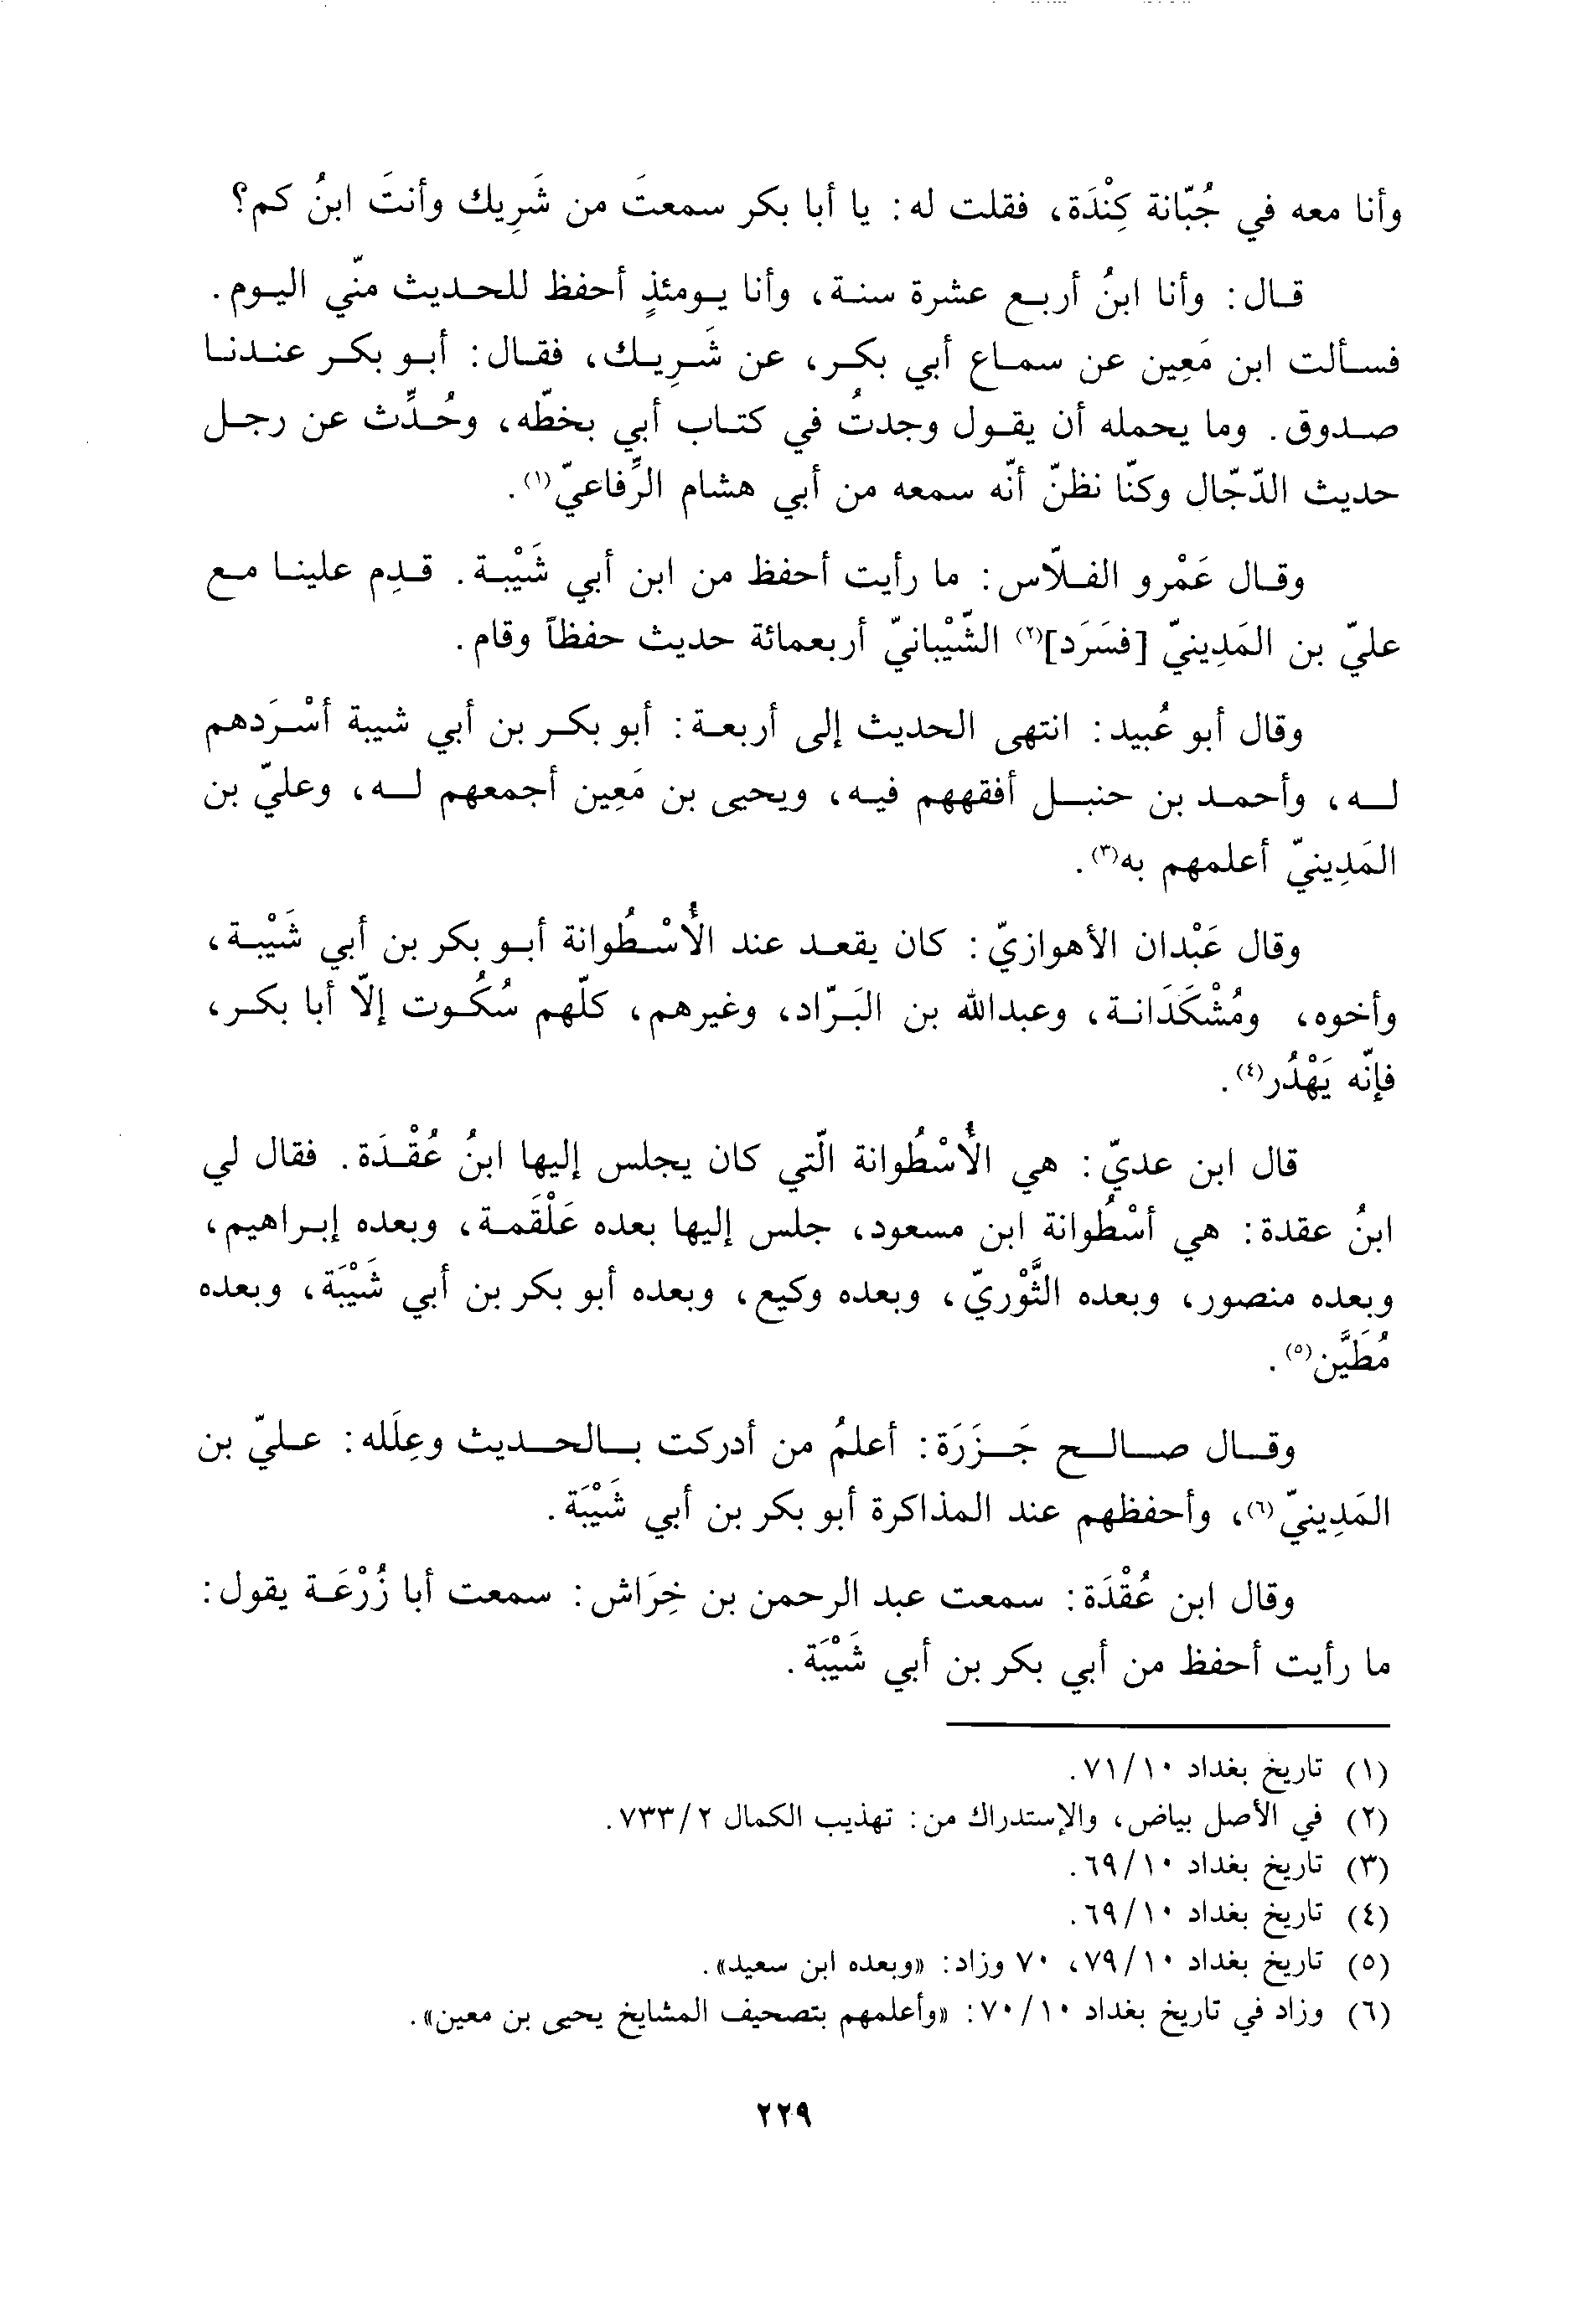 وأنا معه في جُبّانة كِنْدَة، فقلت له: يا أبا بكر سمعتَ من شَرِيك وأنتَ ابنُ كم؟
قال: وأنا ابنُ أربع عشرة سنة، وأنا يومئذٍ أحفظ للحديث منّي اليوم.
فسألت ابن مَعِين عن سماع أبي بكر، عن شَرِيك، فقال: أبو بكر عندنا
صدوق. وما يحمله أن يقول وجدتُ في كتاب أبي بخطّه، وحُدِّث عن رجل
حديث الدّجّال وكنّا نظنّ أنّه سمعه من أبي هشام الرِّفاعيّ(١).
وقال عَمْرو الفلاّس: ما رأيت أحفظ من ابن أبي شَيْبة. قدِم علينا مع
عليّ بن المَدِينيّ [فسَرَد](٢) الشَّيْبانيّ أربعمائة حديث حفظاً وقام.
وقال أبو عُبيد: انتهى الحديث إلى أربعة: أبو بكر بن أبي شيبة أسْرَدهم
له، وأحمد بن حنبل أفقههم فيه، ويحيى بن مَعِين أجمعهم له، وعليّ بن
المَدِينيّ أعلمهم به(٣).
وقال عَبْدان الأهوازيّ: كان يقعد عند الأُسْطُوانة أبو بكر بن أبي شَيْبة،
وأخوه، ومُشْكَدَانة، وعبدالله بن البَرّاد، وغيرهم، كلّهم سُكُوت إلاّ أبا بكر،
فإنّه يَهْدُر(٤).
قال ابن عديّ: هي الأُسْطُوانة الّتي كان يجلس إليها ابنُ عُقْدَة. فقال لي
ابنُ عقدة: هي أسْطُوانة ابن مسعود، جلس إليها بعده عَلْقَمة، وبعده إبراهيم،
وبعده منصور، وبعده الثَّوْريّ، وبعده وكيع، وبعده أبو بكر بن أبي شَيْبَة، وبعده
مُطَيَّن(٥).
وقال صالح جَزَرَة: أعلمُ من أدركت بالحديث وعِلَله: عليّ بن
المَدِينيّ(٦)، وأحفظهم عند المذاكرة أبو بكر بن أبي شَيْبَة.
وقال ابن عُقْدَة: سمعت عبد الرحمن بن خِرَاش: سمعت أبا زُرْعَة يقول:
ما رأيت أحفظ من أبي بكر بن أبي شَيْبَة.
(١) تاريخ بغداد ٧١/١٠.
(٢) في الأصل بياض، والإستدراك من: تهذيب الكمال ٧٣٣/٢.
(٣) تاريخ بغداد ٦٩/١٠.
(٤) تاريخ بغداد ٦٩/١٠.
(٥) تاريخ بغداد ٧٩/١٠، ٧٠ وزاد: «وبعده ابن سعيد».
(٦) وزاد في تاريخ بغداد ٧٠/١٠: «وأعلمهم بتصحيف المشايخ يحيى بن معين».
٢٢٩